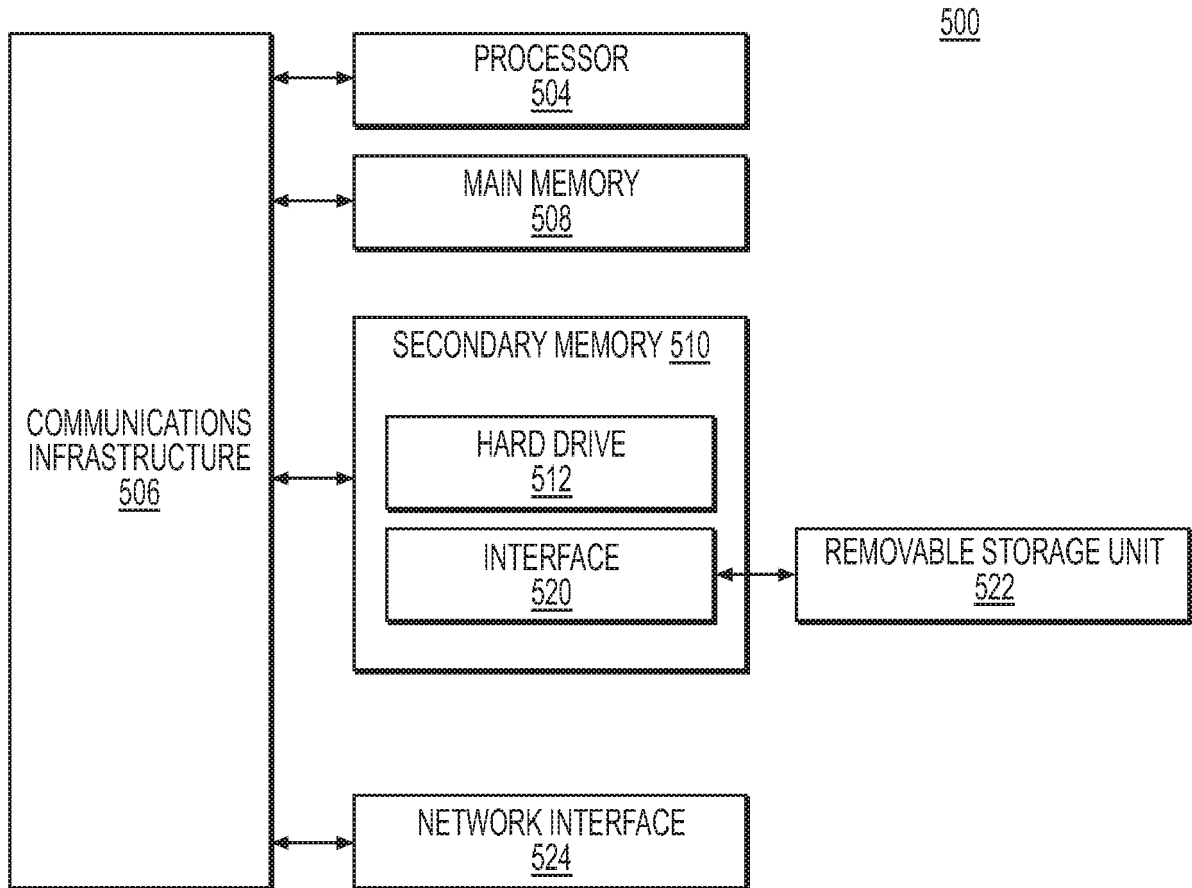 500
PROCESSOR
504
MAIN MEMORY
508
SECONDARY MEMORY 510
COMMUNICATIONS
INFRASTRUCTURE
506
HARD DRIVE
512
INTERFACE
520
REMOVABLE STORAGE UNIT
522
NETWORK INTERFACE
524